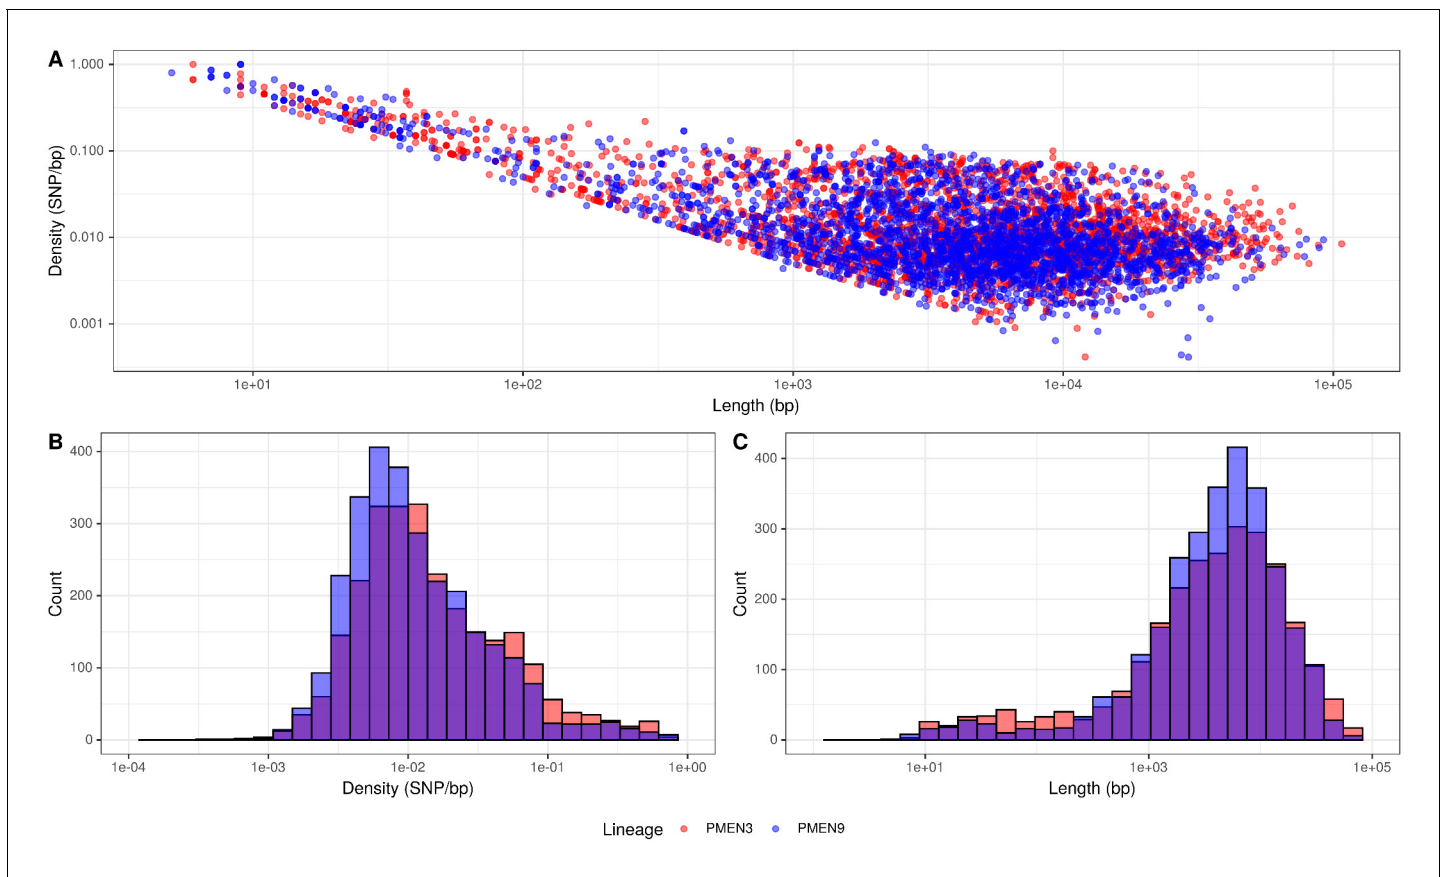 A
Density (SNP/bp)
1.000
0.100
0.010
0.001
1e+01 1e+02 1e+03 1e+04 1e+05
Length (bp)
B
Count
400
300
200
100
0
1e-04 1e-03 1e-02 1e-01 1e+00
Density (SNP/bp)
C
Count
400
300
200
100
0
1e+01 1e+03 1e+05
Length (bp)
Lineage PMEN3 PMEN9